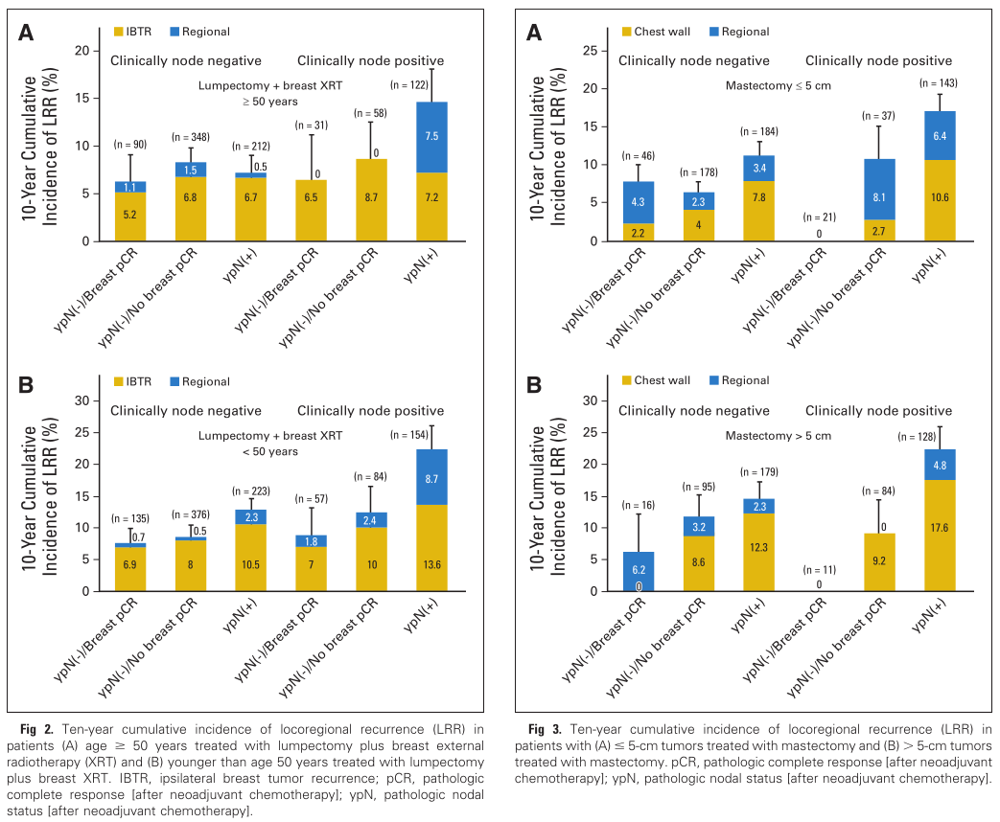 A
IBTR
Regional
20
15
10
5
0
10-Year Cumulative
Incidence of LRR (%)
Clinically node negative
Clinically node positive
Lumpectomy + breast XRT
≥ 50 years
(n = 90)
(n = 348)
(n = 212)
(n = 31)
(n = 58)
(n = 122)
1.1
5.2
1.5
6.8
0.5
6.7
0
6.5
0
8.7
7.5
7.2
ypN(-)/Breast pCR
ypN(-)/No breast pCR
ypN(+)
ypN(-)/Breast pCR
ypN(-)/No breast pCR
ypN(+)
B
IBTR
Regional
30
25
20
15
10
5
0
10-Year Cumulative
Incidence of LRR (%)
Clinically node negative
Clinically node positive
Lumpectomy + breast XRT
< 50 years
(n = 135)
(n = 376)
(n = 223)
(n = 57)
(n = 84)
(n = 154)
0.7
6.9
0.5
8
2.3
10.5
1.8
7
2.4
10
8.7
13.6
ypN(-)/Breast pCR
ypN(-)/No breast pCR
ypN(+)
ypN(-)/Breast pCR
ypN(-)/No breast pCR
ypN(+)
Fig 2. Ten-year cumulative incidence of locoregional recurrence (LRR) in
patients (A) age ≥ 50 years treated with lumpectomy plus breast external
radiotherapy (XRT) and (B) younger than age 50 years treated with lumpectomy
plus breast XRT. IBTR, ipsilateral breast tumor recurrence; pCR, pathologic
complete response [after neoadjuvant chemotherapy]; ypN, pathologic nodal
status [after neoadjuvant chemotherapy].
A
Chest wall
Regional
25
20
15
10
5
0
10-Year Cumulative
Incidence of LRR (%)
Clinically node negative
Clinically node positive
Mastectomy ≤ 5 cm
(n = 46)
(n = 178)
(n = 184)
(n = 21)
(n = 37)
(n = 143)
4.3
2.2
2.3
4
3.4
7.8
0
8.1
2.7
6.4
10.6
ypN(-)/Breast pCR
ypN(-)/No breast pCR
ypN(+)
ypN(-)/Breast pCR
ypN(-)/No breast pCR
ypN(+)
B
Chest wall
Regional
30
25
20
15
10
5
0
10-Year Cumulative
Incidence of LRR (%)
Clinically node negative
Clinically node positive
Mastectomy > 5 cm
(n = 16)
(n = 95)
(n = 179)
(n = 11)
(n = 84)
(n = 128)
6.2
0
3.2
8.6
2.3
12.3
0
0
9.2
4.8
17.6
ypN(-)/Breast pCR
ypN(-)/No breast pCR
ypN(+)
ypN(-)/Breast pCR
ypN(-)/No breast pCR
ypN(+)
Fig 3. Ten-year cumulative incidence of locoregional recurrence (LRR) in
patients with (A) ≤ 5-cm tumors treated with mastectomy and (B) > 5-cm tumors
treated with mastectomy. pCR, pathologic complete response [after neoadjuvant
chemotherapy]; ypN, pathologic nodal status [after neoadjuvant chemotherapy].